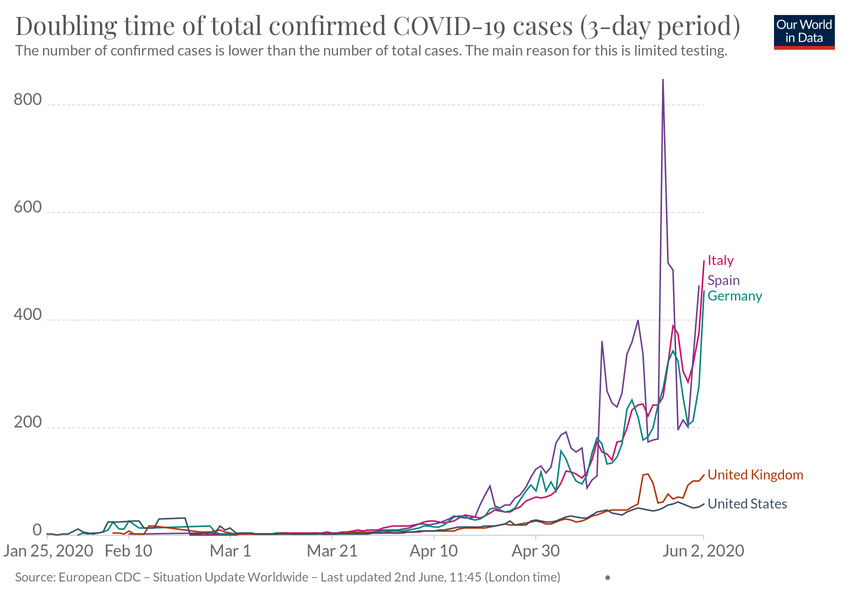 Doubling time of total confirmed COVID-19 cases (3-day period)
The number of confirmed cases is lower than the number of total cases. The main reason for this is limited testing.
Our World
in Data
800
600
400
200
0
Italy
Spain
Germany
United Kingdom
United States
Jan 25, 2020 Feb 10 Mar 1 Mar 21 Apr 10 Apr 30 Jun 2, 2020
Source: European CDC – Situation Update Worldwide – Last updated 2nd June, 11:45 (London time) •